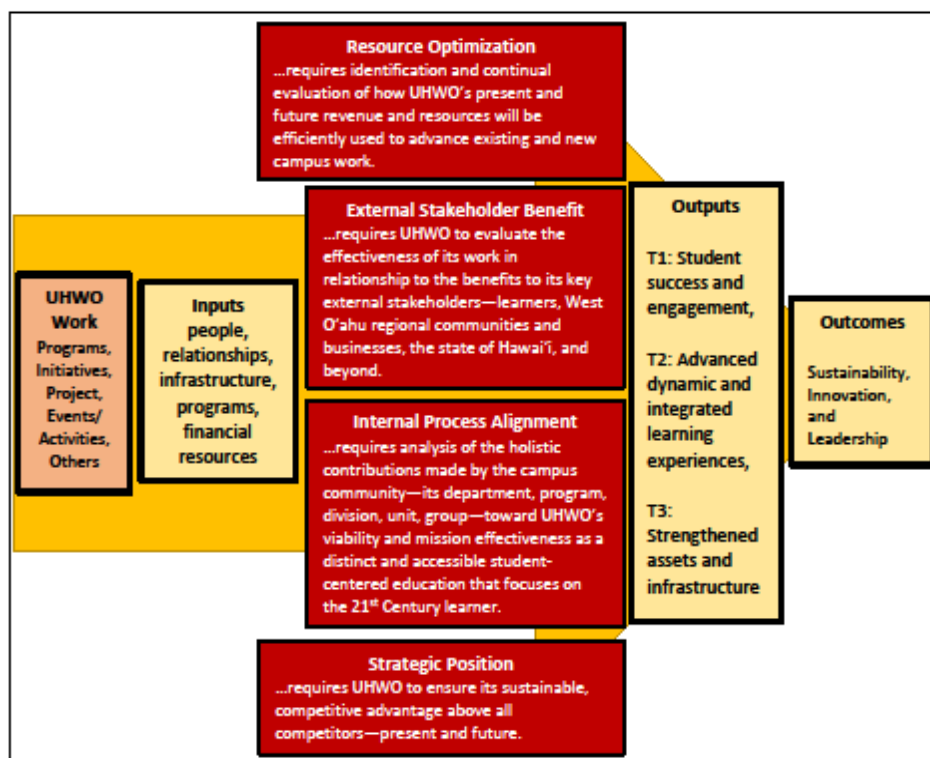 Resource Optimization
...requires identification and continual
evaluation of how UHWO's present and
future revenue and resources will be
efficiently used to advance existing and new
campus work.
UHWO
Work
Programs,
Initiatives,
Project,
Events/
Activities,
Others
Inputs
people,
relationships,
infrastructure,
programs,
financial
resources
External Stakeholder Benefit
...requires UHWO to evaluate the
effectiveness of its work in
relationship to the benefits to its key
external stakeholders—learners, West
O'ahu regional communities and
businesses, the state of Hawai'i, and
beyond.
Internal Process Alignment
...requires analysis of the holistic
contributions made by the campus
community—its department, program,
division, unit, group—toward UHWO's
viability and mission effectiveness as a
distinct and accessible student-
centered education that focuses on
the 21st Century learner.
Strategic Position
...requires UHWO to ensure its sustainable,
competitive advantage above all
competitors—present and future.
Outputs
T1: Student
success and
engagement,
T2: Advanced
dynamic and
integrated
learning
experiences,
T3:
Strengthened
assets and
infrastructure
Outcomes
Sustainability,
Innovation,
and
Leadership